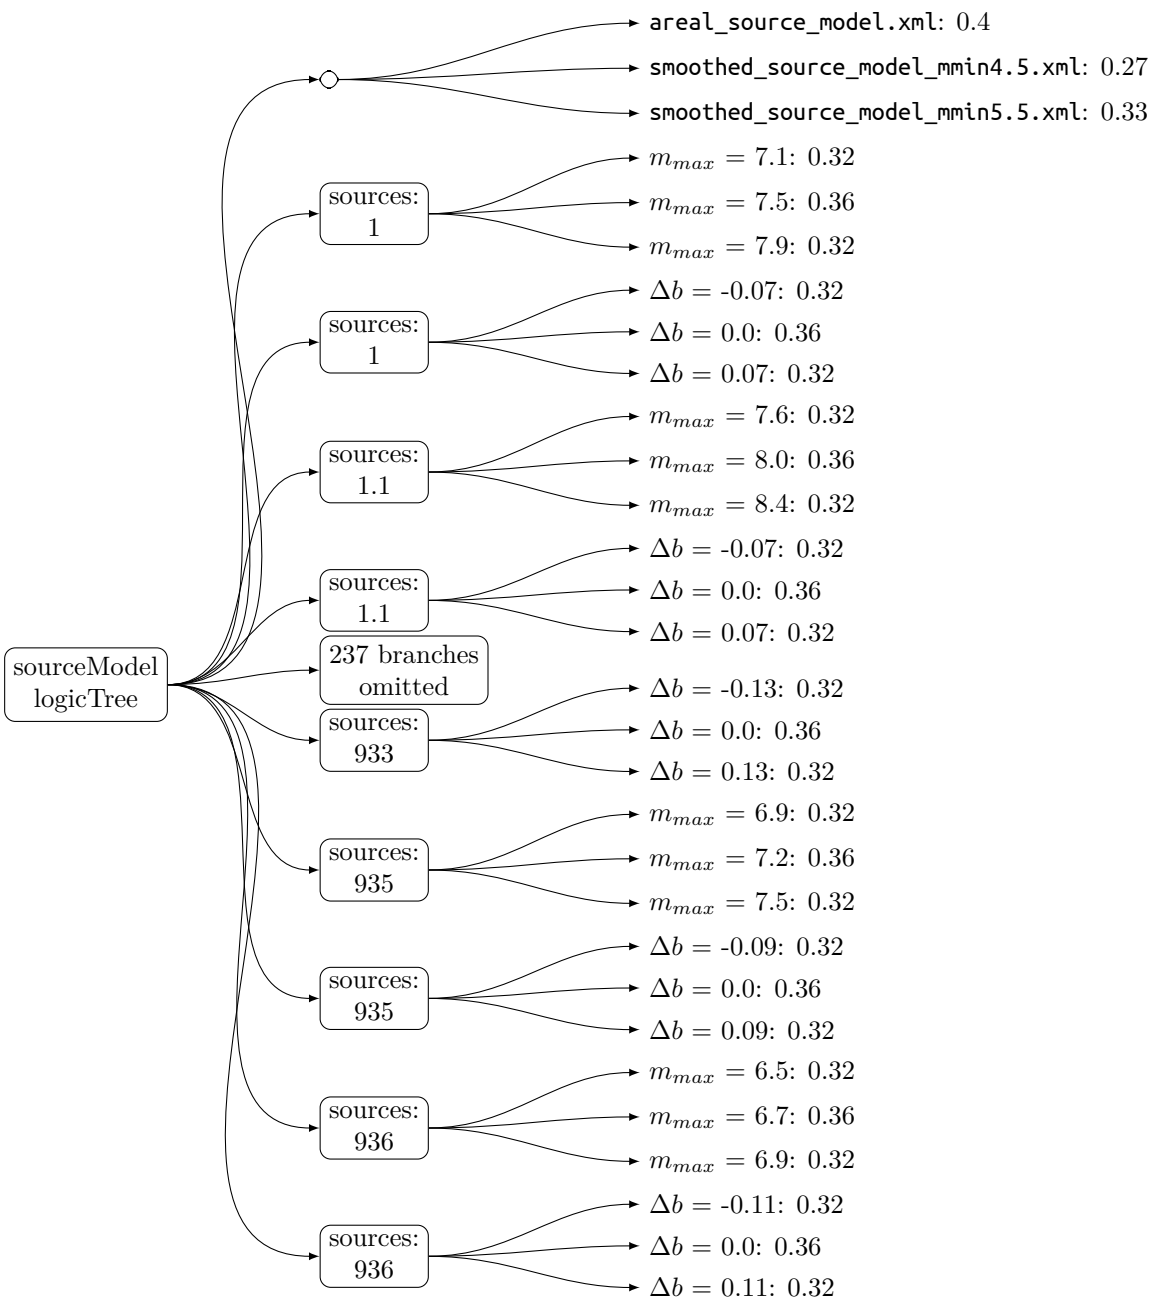 areal_source_model.xml: 0.4
smoothed_source_model_mmin4.5.xml: 0.27
smoothed_source_model_mmin5.5.xml: 0.33
m_max = 7.1: 0.32
sources:
1
m_max = 7.5: 0.36
m_max = 7.9: 0.32
Δb = -0.07: 0.32
sources:
1
Δb = 0.0: 0.36
Δb = 0.07: 0.32
m_max = 7.6: 0.32
sources:
1.1
m_max = 8.0: 0.36
m_max = 8.4: 0.32
Δb = -0.07: 0.32
sources:
1.1
Δb = 0.0: 0.36
Δb = 0.07: 0.32
sourceModel
logicTree
237 branches
omitted
Δb = -0.13: 0.32
sources:
933
Δb = 0.0: 0.36
Δb = 0.13: 0.32
m_max = 6.9: 0.32
sources:
935
m_max = 7.2: 0.36
m_max = 7.5: 0.32
Δb = -0.09: 0.32
sources:
935
Δb = 0.0: 0.36
Δb = 0.09: 0.32
m_max = 6.5: 0.32
sources:
936
m_max = 6.7: 0.36
m_max = 6.9: 0.32
Δb = -0.11: 0.32
sources:
936
Δb = 0.0: 0.36
Δb = 0.11: 0.32